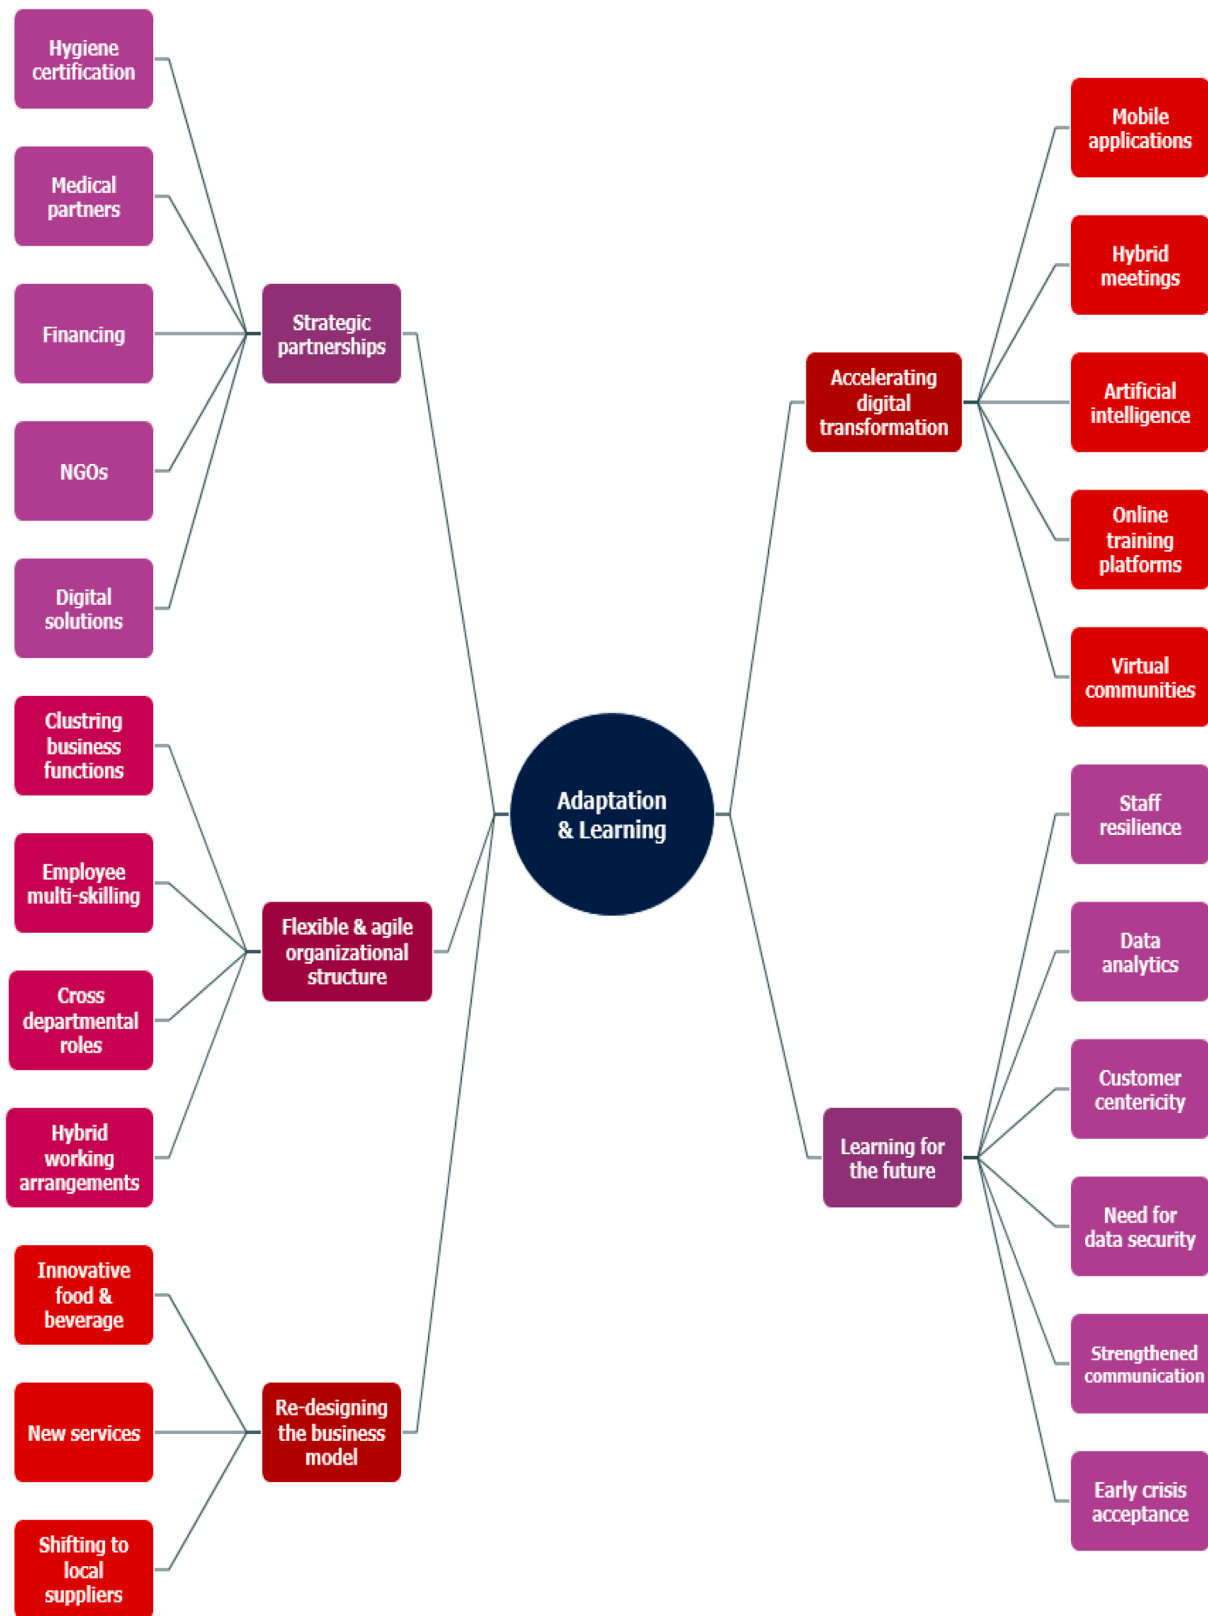 Hygiene
certification
Medical
partners
Financing
NGOs
Digital
solutions
Strategic
partnerships
Clustring
business
functions
Employee
multi-skilling
Cross
departmental
roles
Hybrid
working
arrangements
Flexible & agile
organizational
structure
Innovative
food &
beverage
New services
Shifting to
local
suppliers
Re-designing
the business
model
Adaptation
& Learning
Accelerating
digital
transformation
Mobile
applications
Hybrid
meetings
Artificial
intelligence
Online
training
platforms
Virtual
communities
Learning for
the future
Staff
resilience
Data
analytics
Customer
centericity
Need for
data security
Strengthened
communication
Early crisis
acceptance